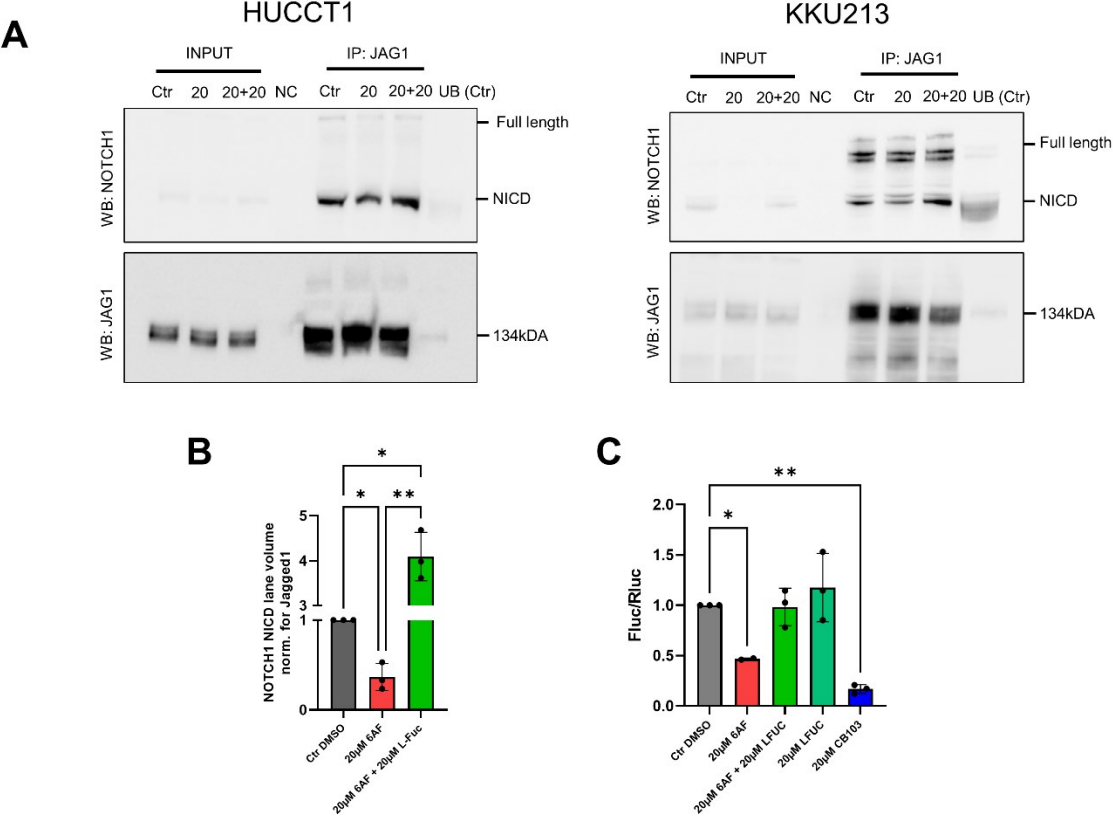 HUCCT1
KKU213
A
INPUT
IP: JAG1
Ctr 20 20+20 NC Ctr 20 20+20 UB (Ctr)
WB: NOTCH1
Full length
NICD
WB: JAG1
134kDA
INPUT
IP: JAG1
Ctr 20 20+20 NC Ctr 20 20+20 UB (Ctr)
WB: NOTCH1
Full length
NICD
WB: JAG1
134kDA
B
*
* **
NOTCH1 NICD lane volume
norm. for Jagged1
5
4
3
1
0
Ctr DMSO
20µM 6AF
20µM 6AF + 20µM L-Fuc
C
**
*
Fluc/Rluc
2.0
1.5
1.0
0.5
0.0
Ctr DMSO
20µM 6AF
20µM 6AF + 20µM LFUC
20µM LFUC
20µM CB103